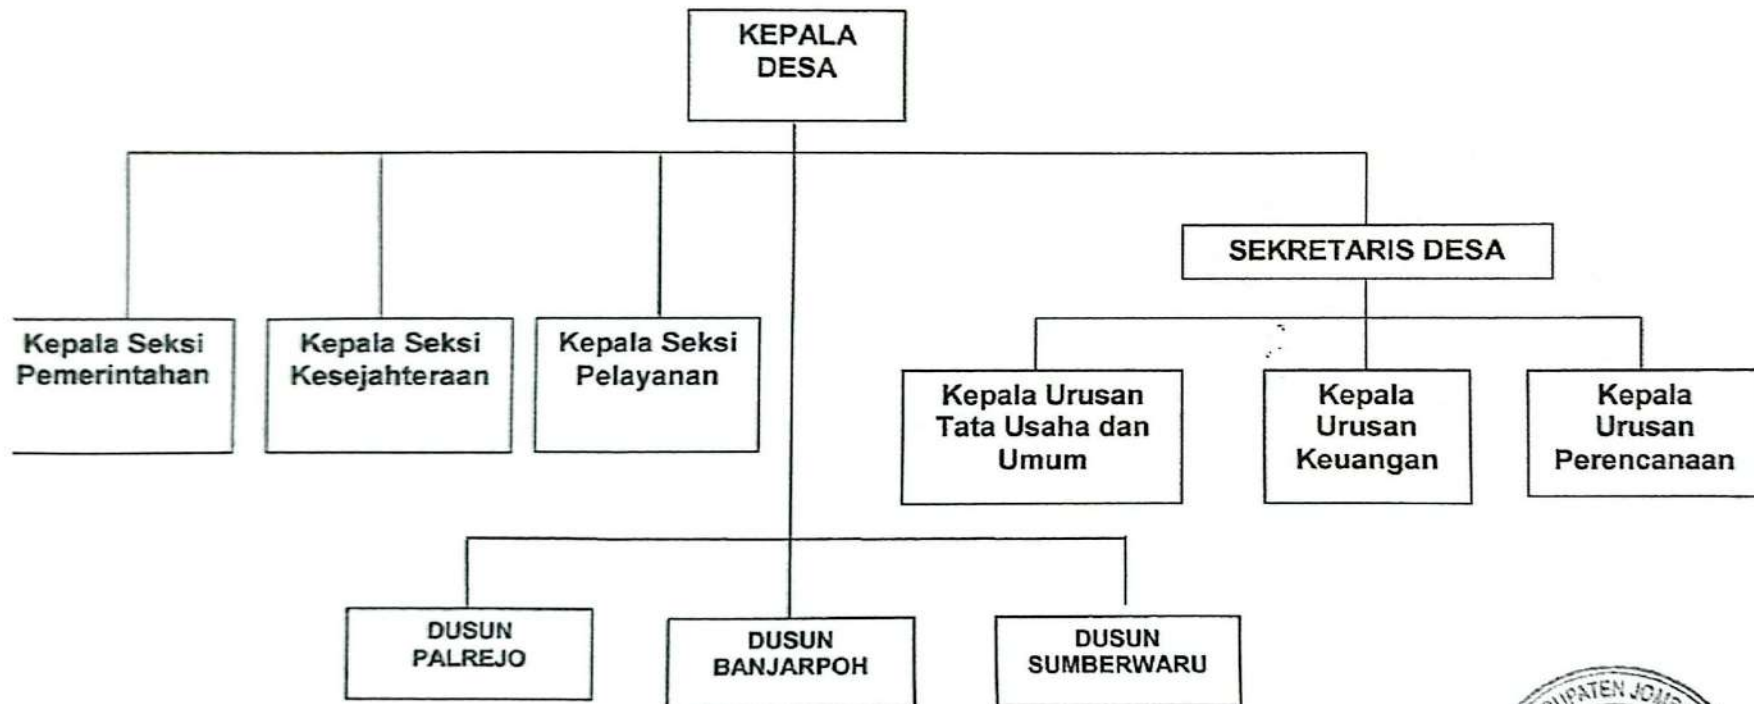 KEPALA
DESA
SEKRETARIS DESA
Kepala Seksi
Pemerintahan
Kepala Seksi
Kesejahteraan
Kepala Seksi
Pelayanan
Kepala Urusan
Tata Usaha dan
Umum
Kepala
Urusan
Keuangan
Kepala
Urusan
Perencanaan
DUSUN
PALREJO
DUSUN
BANJARPOH
DUSUN
SUMBERWARU